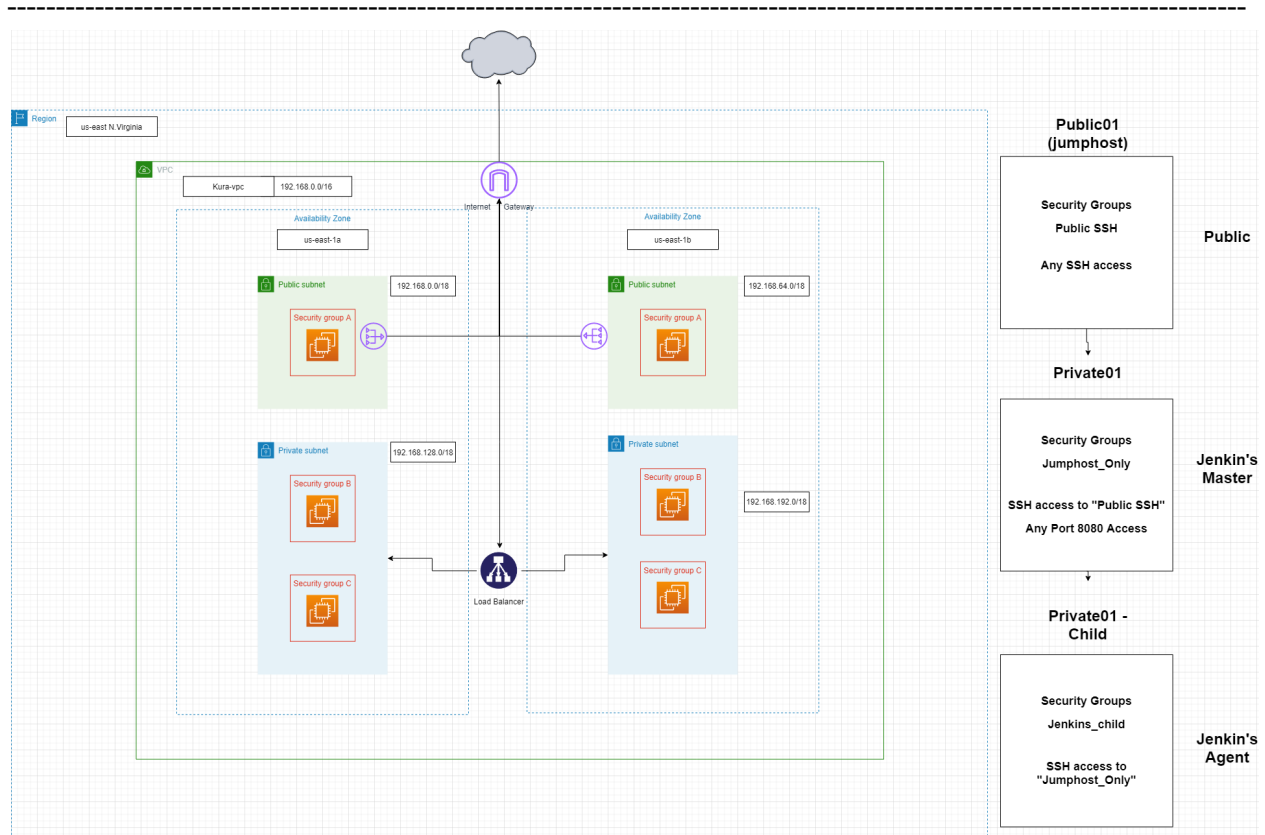 Region
us-east N.Virginia
VPC
Kura-vpc
192.168.0.0/16
Internet Gateway
Availability Zone
us-east-1a
Public subnet
192.168.0.0/18
Security group A
Private subnet
192.168.128.0/18
Security group B
Security group C
Availability Zone
us-east-1b
Public subnet
192.168.64.0/18
Security group A
Private subnet
Security group B
192.168.192.0/18
Security group C
Load Balancer
Public01
(jumphost)
Security Groups
Public SSH
Any SSH access
Public
Private01
Security Groups
Jumphost_Only
SSH access to "Public SSH"
Any Port 8080 Access
Jenkin's
Master
Private01 -
Child
Security Groups
Jenkins_child
SSH access to
"Jumphost_Only"
Jenkin's
Agent